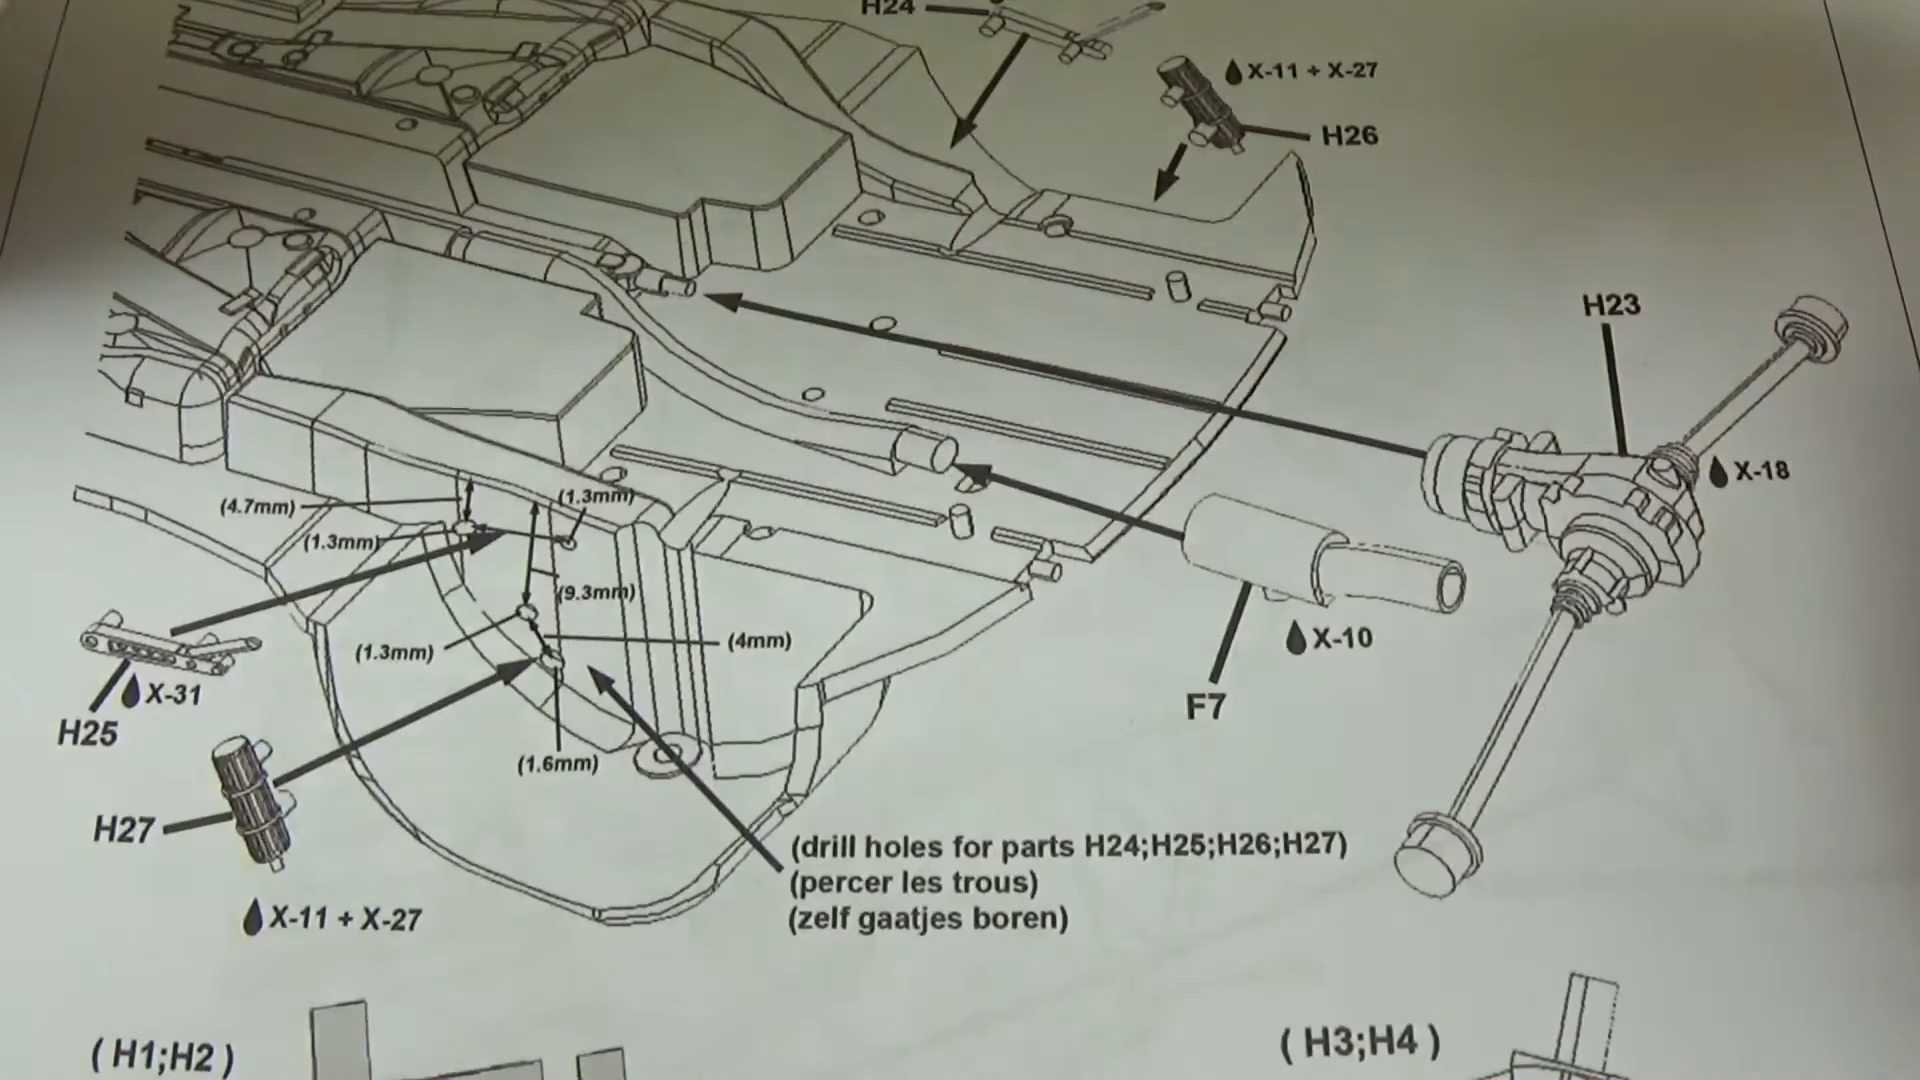 H24
X-11 + X-27
H26
H23
X-18
(4.7mm)
(1.3mm)
(1.3mm)
(9.3mm)
(1.3mm)
(4mm)
(1.6mm)
X-31
H25
X-10
F7
H27
X-11 + X-27
(drill holes for parts H24;H25;H26;H27)
(percer les trous)
(zelf gaatjes boren)
( H1;H2 )
( H3;H4 )